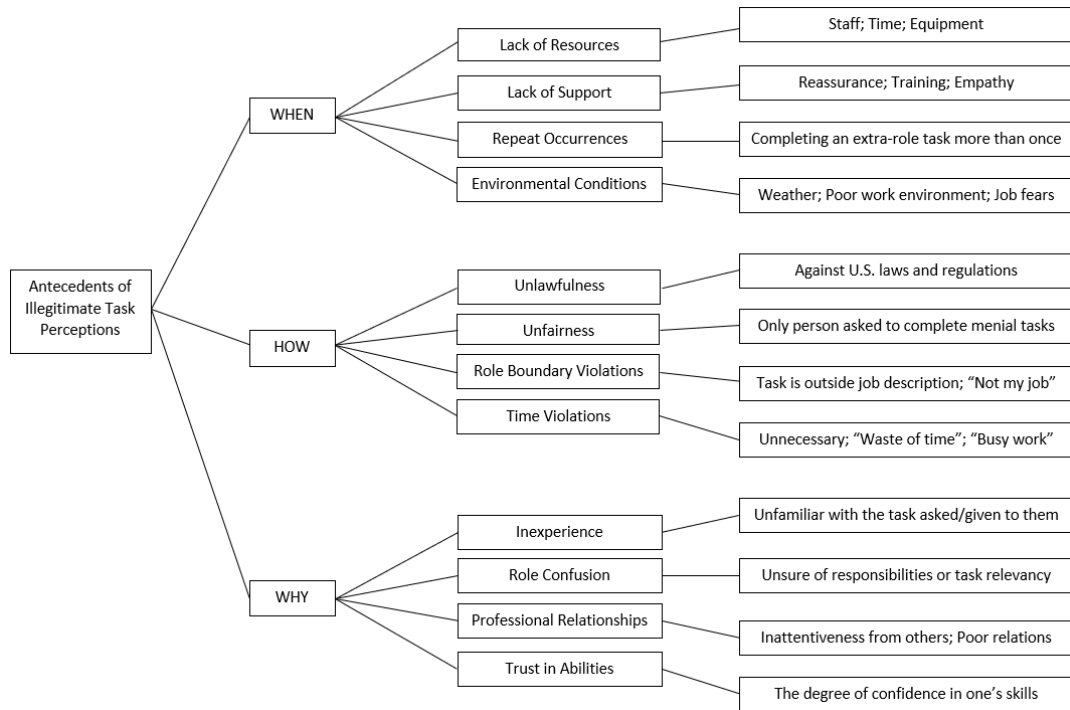 Antecedents of
Illegitimate Task
Perceptions
WHEN
Lack of Resources
Staff; Time; Equipment
Lack of Support
Reassurance; Training; Empathy
Repeat Occurrences
Completing an extra-role task more than once
Environmental Conditions
Weather; Poor work environment; Job fears
HOW
Unlawfulness
Against U.S. laws and regulations
Unfairness
Only person asked to complete menial tasks
Role Boundary Violations
Task is outside job description; “Not my job”
Time Violations
Unnecessary; “Waste of time”; “Busy work”
WHY
Inexperience
Unfamiliar with the task asked/given to them
Role Confusion
Unsure of responsibilities or task relevancy
Professional Relationships
Inattentiveness from others; Poor relations
Trust in Abilities
The degree of confidence in one’s skills